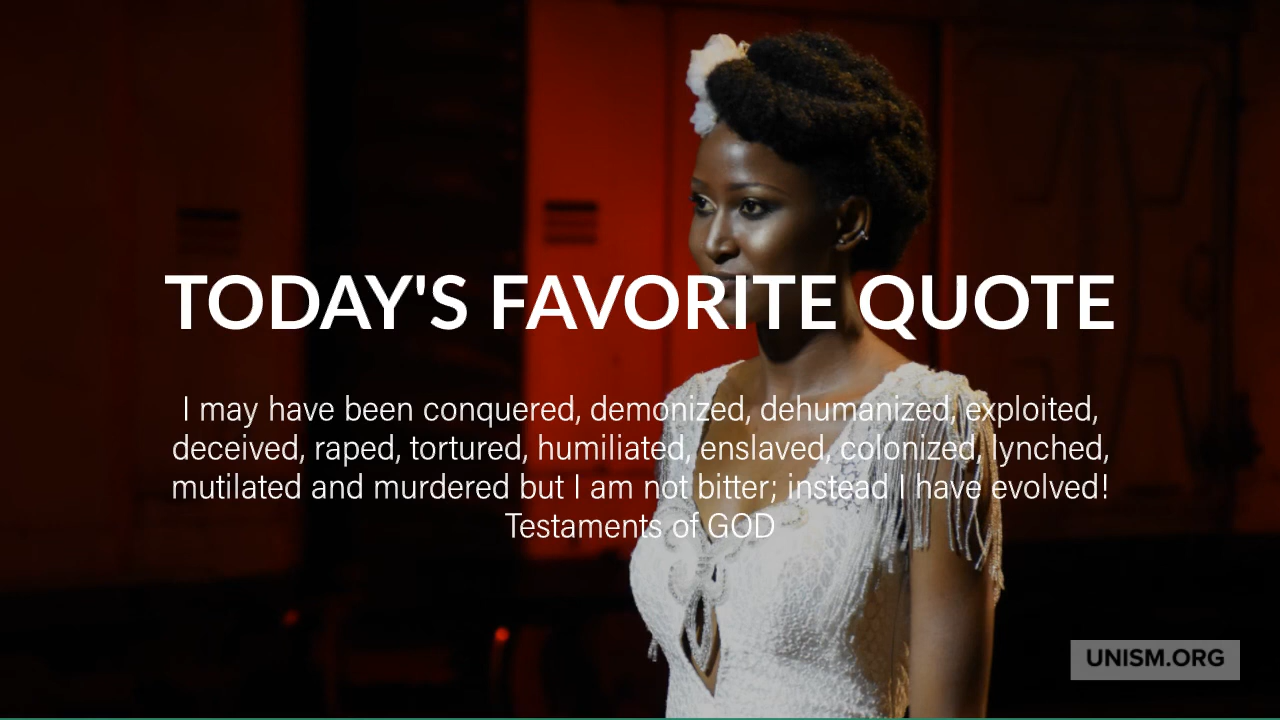 TODAY'S FAVORITE QUOTE
I may have been conquered, demonized, dehumanized, exploited,
deceived, raped, tortured, humiliated, enslaved, colonized, lynched,
mutilated and murdered but I am not bitter; instead I have evolved!
Testaments of GOD
UNISM.ORG